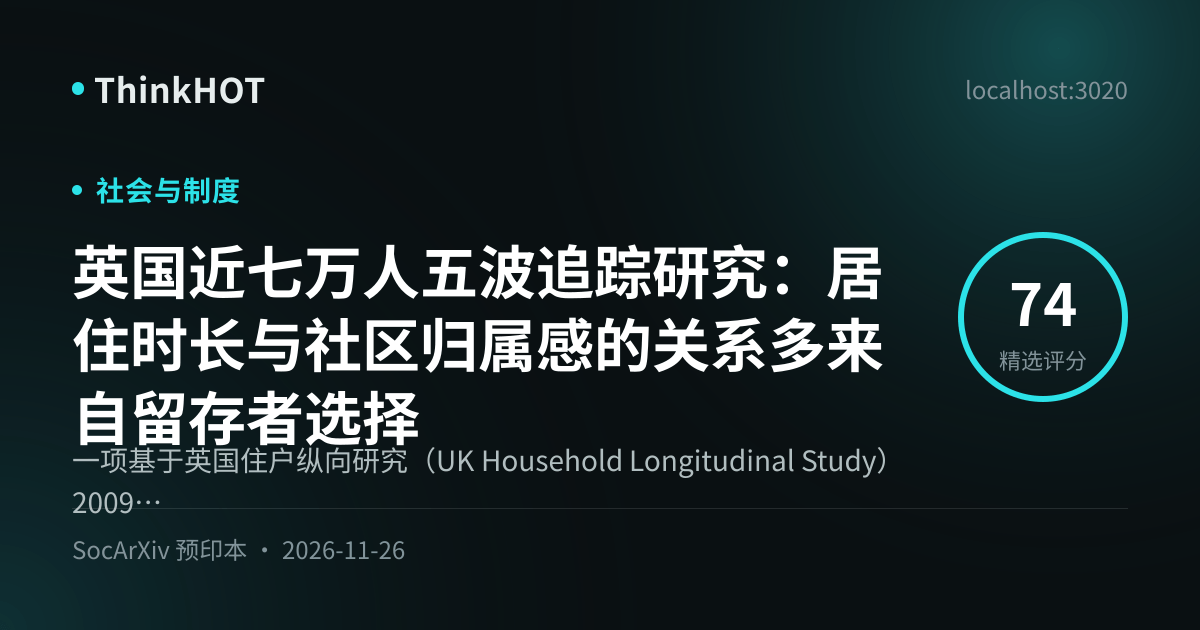 ThinkHOT
localhost:3020
社会与制度
英国近七万人五波追踪研究：居
住时长与社区归属感的关系多来
自留存者选择
74
精选评分
一项基于英国住户纵向研究（UK Household Longitudinal Study）
2009…
SocArXiv 预印本 · 2026-11-26